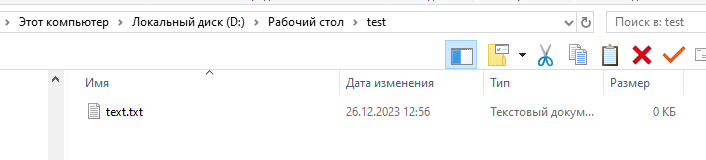 Этот компьютер > Локальный диск (D:) > Рабочий стол > test
Поиск в: test
Имя Дата изменения Тип Размер
text.txt 26.12.2023 12:56 Текстовый докум... 0 КБ